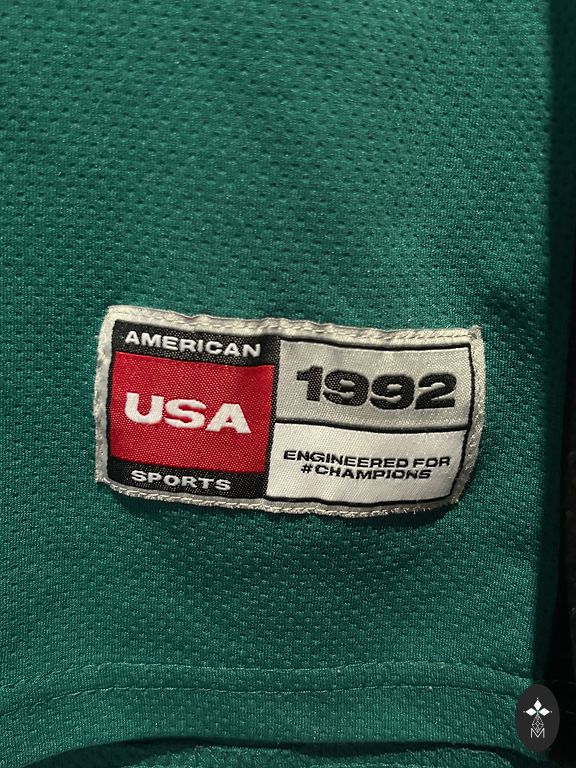 AMERICAN
USA
SPORTS
1992
ENGINEERED FOR
#CHAMPIONS
M